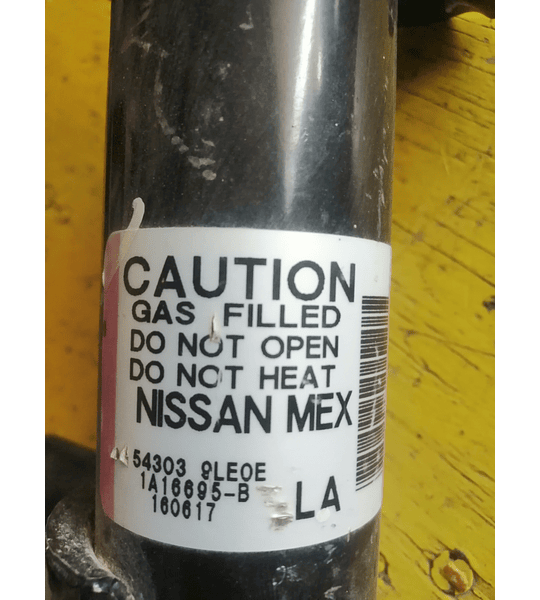 CAUTION
GAS FILLED
DO NOT OPEN
DO NOT HEAT
NISSAN MEX
54303 9LE0E
1A16695-B
160617
LA